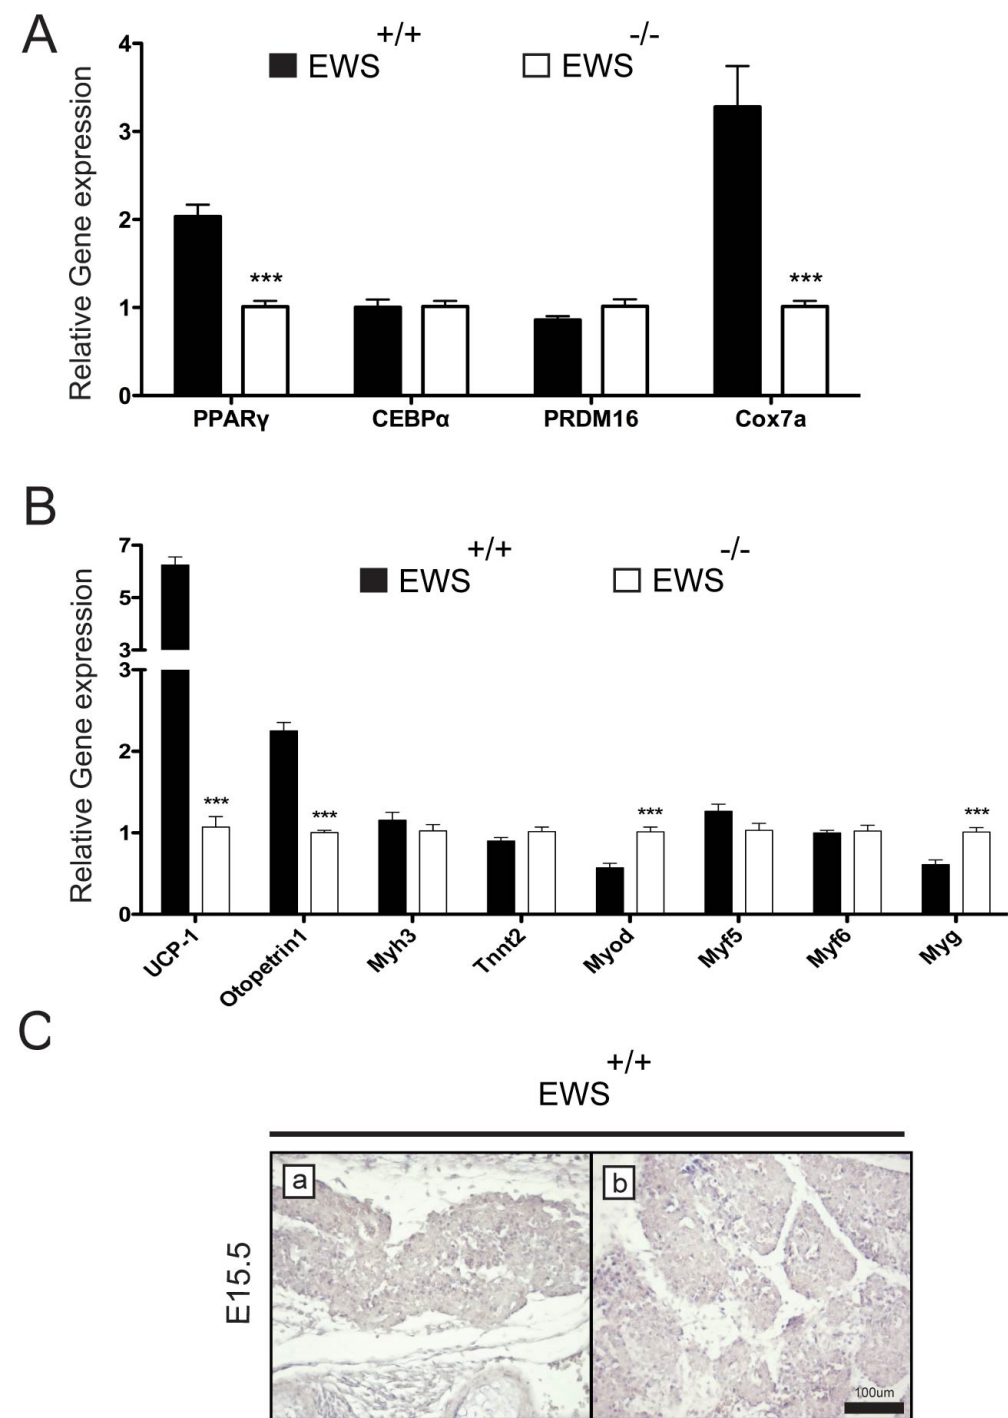 A
Relative Gene expression
4
3
2
1
0
EWS+/+
EWS-/-
***
***
PPARγ CEBPα PRDM16 Cox7a
B
Relative Gene expression
7
5
3
3
2
1
0
EWS+/+
EWS-/-
***
***
***
***
UCP-1 Otopetrin1 Myh3 Tnnt2 Myod Myf5 Myf6 Myg
C
EWS+/+
E15.5
a
b
100um